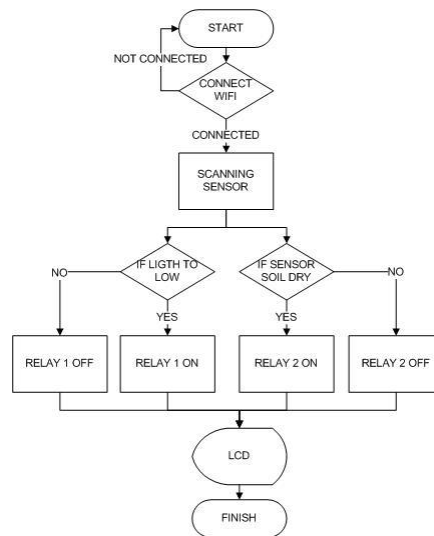 START
NOT CONNECTED
CONNECT
WIFI
CONNECTED
SCANNING
SENSOR
IF LIGTH TO
LOW
IF SENSOR
SOIL DRY
NO
NO
YES
YES
RELAY 1 OFF
RELAY 1 ON
RELAY 2 ON
RELAY 2 OFF
LCD
FINISH